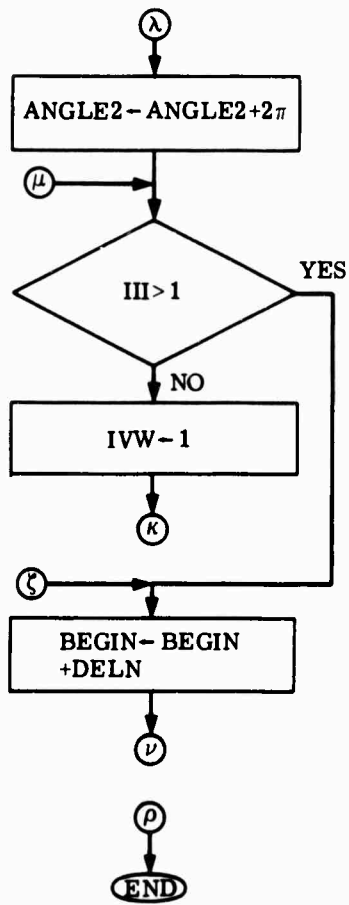 λ
ANGLE2←ANGLE2+2π
μ
III>1
YES
NO
IVW←1
κ
ζ
BEGIN←BEGIN
+DELN
ν
ρ
END